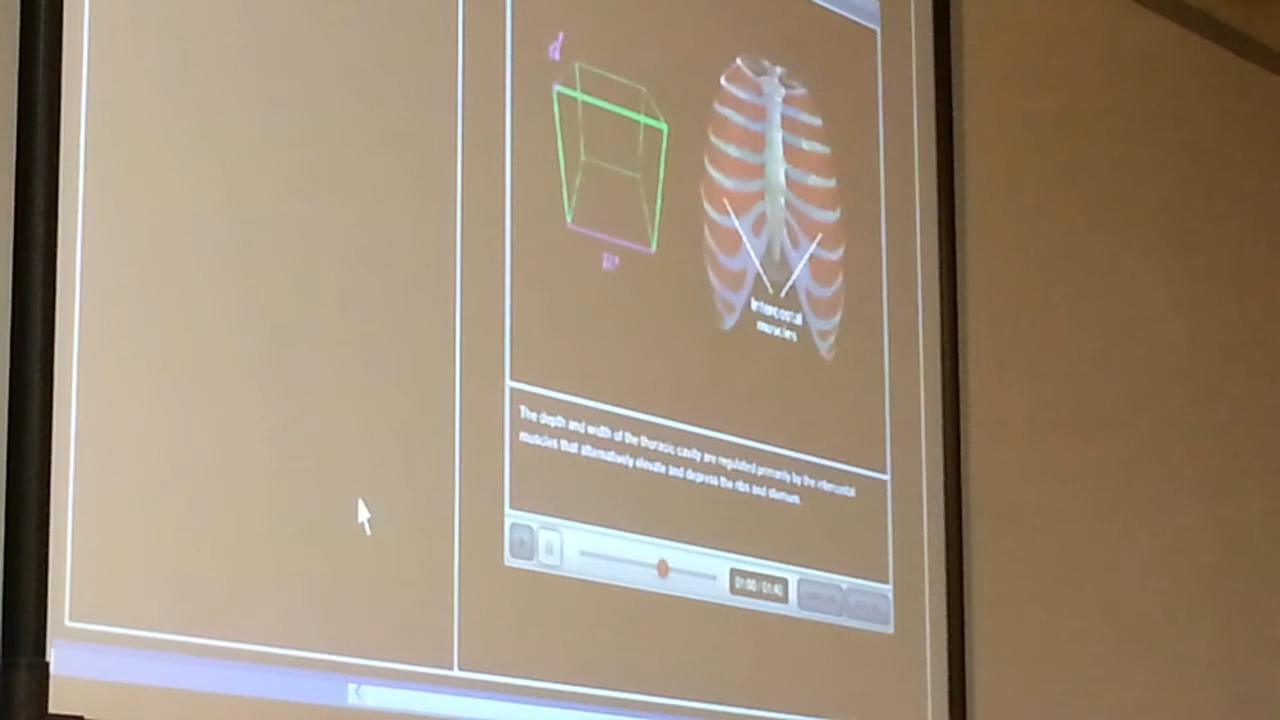 d
w
Intercostal
muscles
The depth and width of the thoracic cavity are regulated primarily by the intercostal
muscles that alternatively elevate and depress the ribs and sternum.
01:00 / 01:40